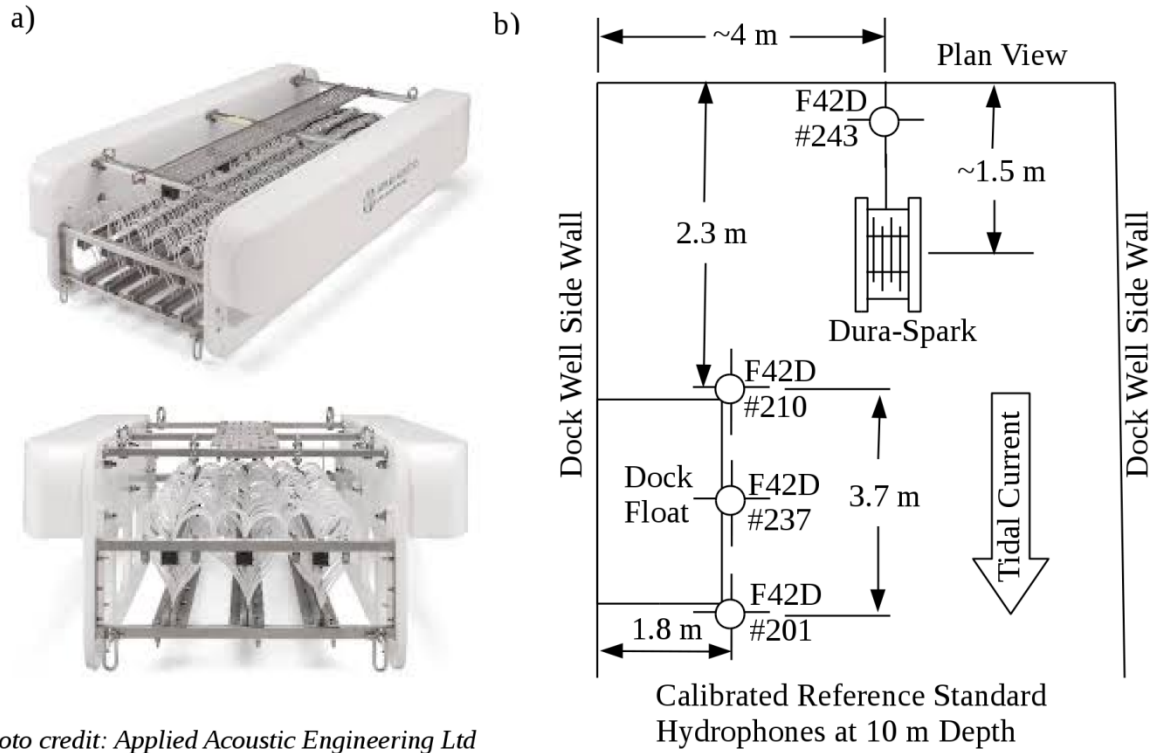 a)
b)
~4 m
Plan View
F42D
#243
~1.5 m
2.3 m
Dock Well Side Wall
Dock Well Side Wall
Dura-Spark
F42D
#210
Dock
Float
F42D
#237
3.7 m
Tidal Current
F42D
#201
1.8 m
Calibrated Reference Standard
Hydrophones at 10 m Depth
oto credit: Applied Acoustic Engineering Ltd